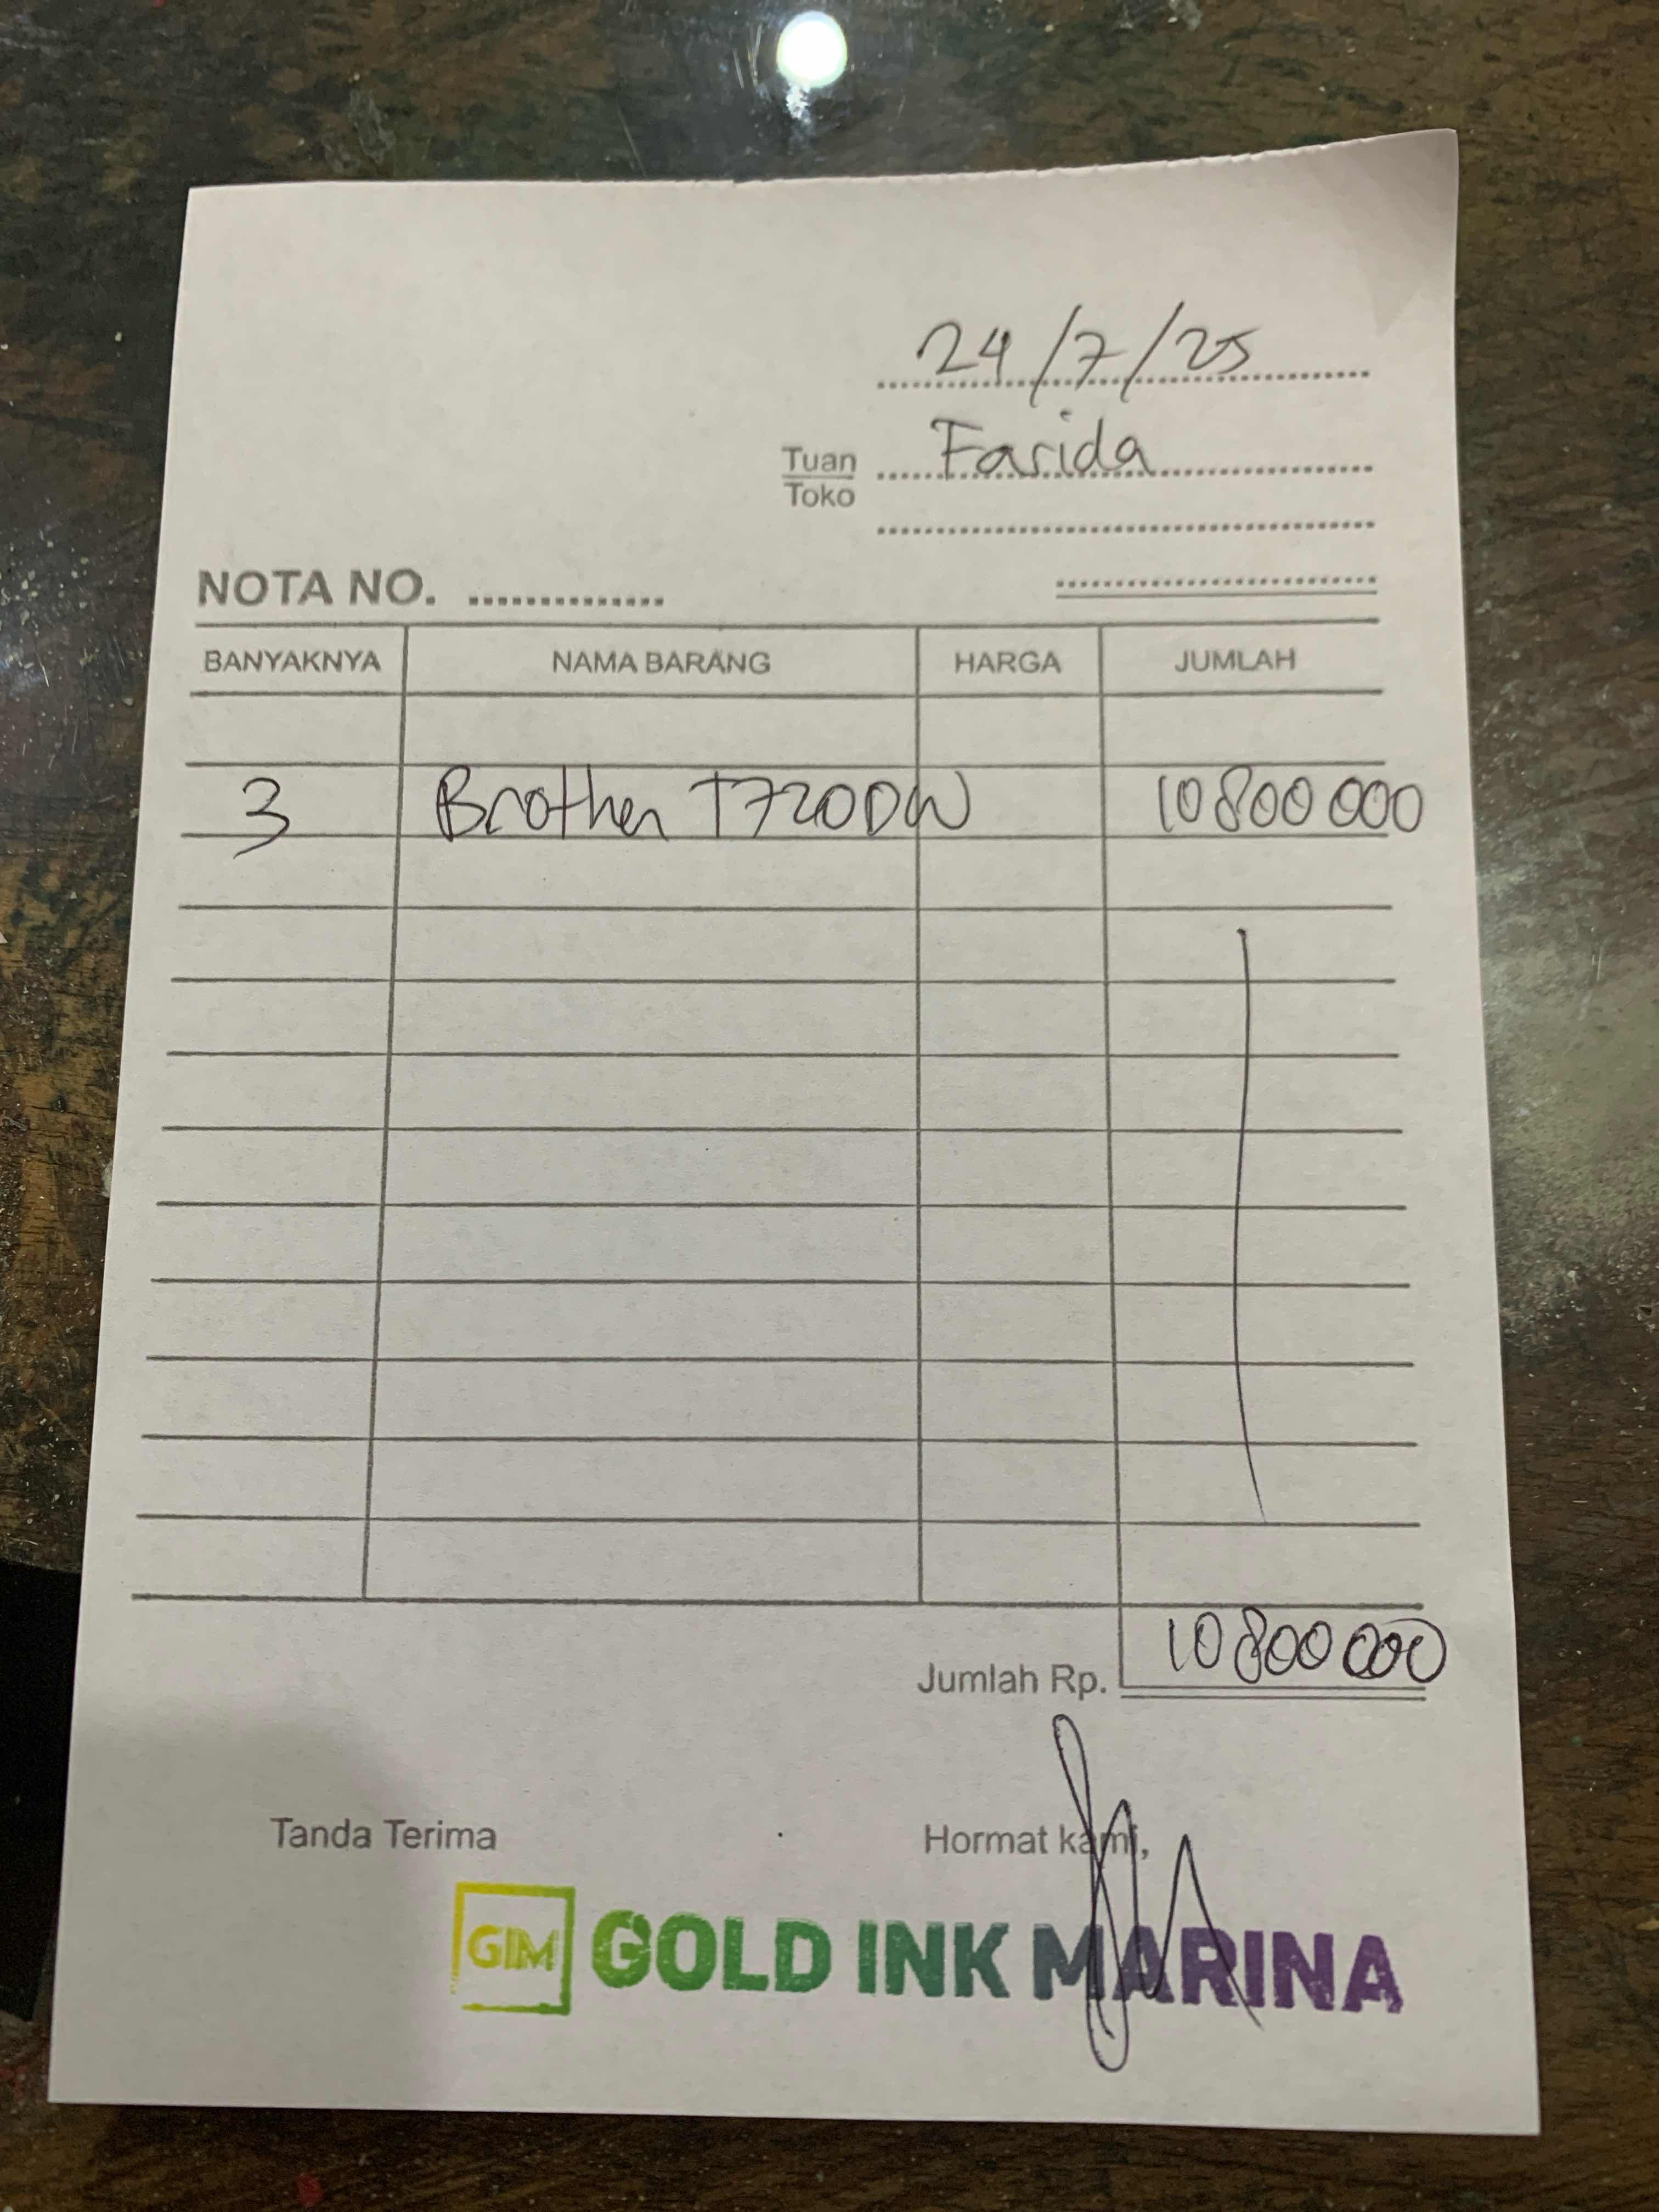 24/7/25
Tuan Farida
Toko
NOTA NO.
BANYAKNYA NAMA BARANG HARGA JUMLAH
3 Brother T720DW 10800000
Jumlah Rp. 10800000
Tanda Terima Hormat kami,
GIM GOLD INK MARINA